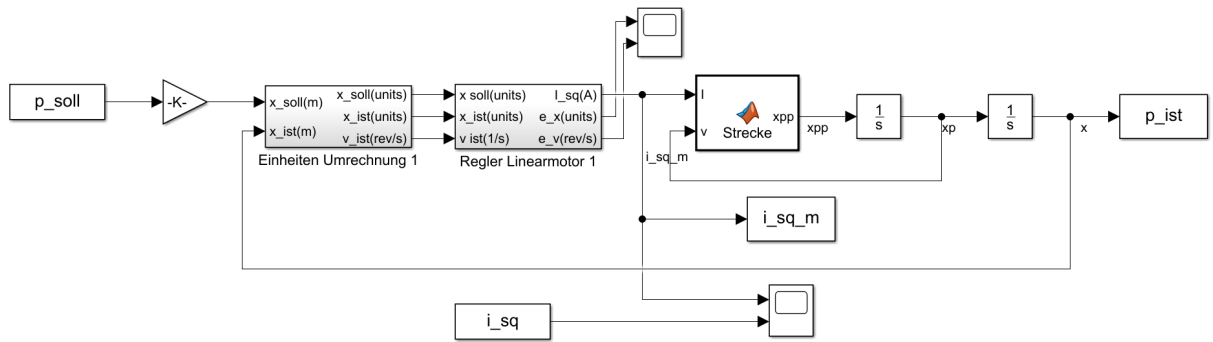 p_soll
-K-
x_soll(m)
x_ist(m)
x_soll(units)
x_ist(units)
v_ist(rev/s)
Einheiten Umrechnung 1
x soll(units)
x_ist(units)
v ist(1/s)
I_sq(A)
e_x(units)
e_v(rev/s)
Regler Linearmotor 1
I
v
xpp
Strecke
xpp
1
s
xp
1
s
x
p_ist
i_sq_m
i_sq_m
i_sq